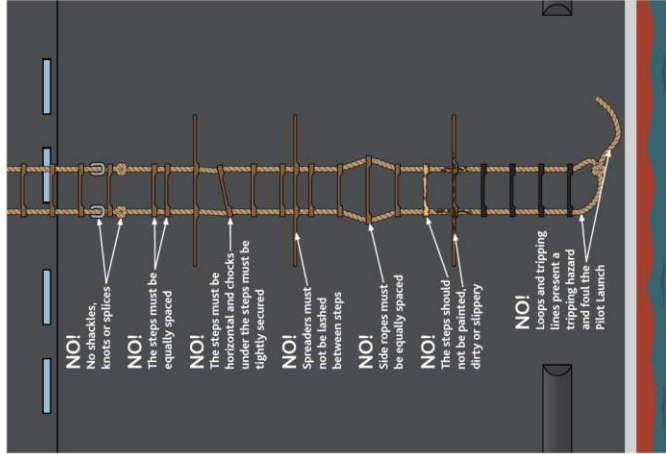 NO!
No shackles,
knots or splices
NO!
The steps must be
equally spaced
NO!
The steps must be
horizontal and chocks
under the steps must be
tightly secured
NO!
Spreaders must
not be lashed
between steps
NO!
Side ropes must
be equally spaced
NO!
The steps should
not be painted,
dirty or slippery
NO!
Loops and tripping
lines present a
tripping hazard
and foul the
Pilot Launch